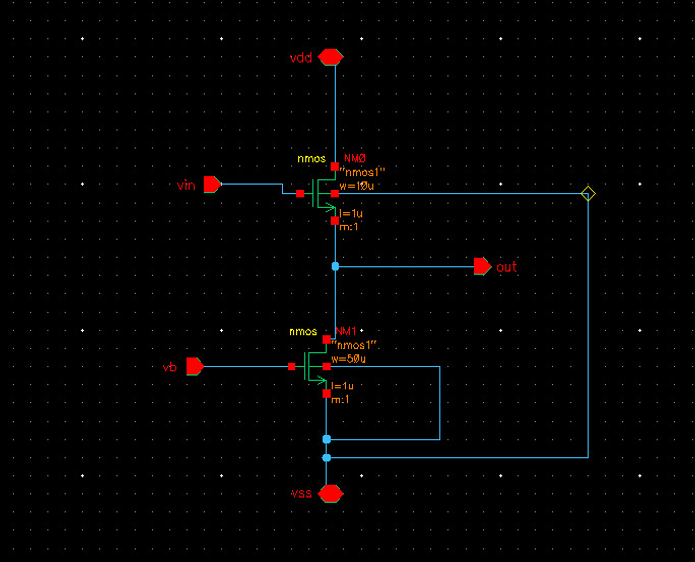 vdd
nmos NM0
"nmos1"
vin w=10u
l=1u
m:1
out
nmos NM1
"nmos1"
w=50u
vb
l=1u
m:1
vss